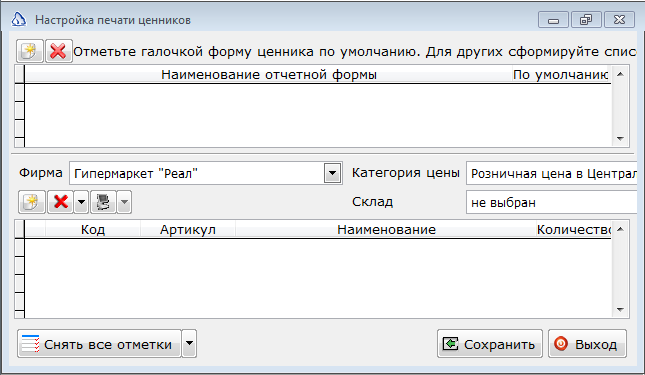 Настройка печати ценников
Отметьте галочкой форму ценника по умолчанию. Для других сформируйте спис
Наименование отчетной формы По умолчанию
Фирма Гипермаркет "Реал" Категория цены Розничная цена в Централ
Склад не выбран
Код Артикул Наименование Количество
Снять все отметки Сохранить Выход